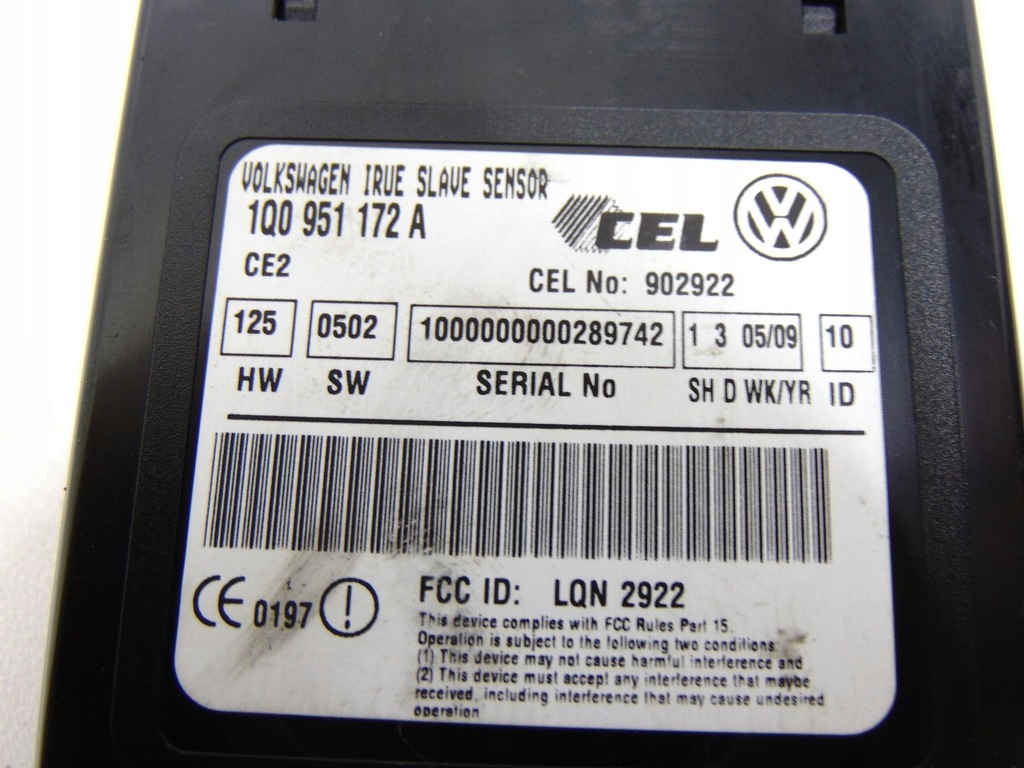 VOLKSWAGEN IRUE SLAVE SENSOR
1Q0 951 172 A
CEL
VW
CE2
CEL No: 902922
125 0502 1000000000289742 1 3 05/09 10
HW SW SERIAL No SH D WK/YR ID
CE 0197 !
FCC ID: LQN 2922
This device complies with FCC Rules Part 15.
Operation is subject to the following two conditions:
(1) This device may not cause harmful interference and
(2) This device must accept any interference that maybe
received, including interference that may cause undesired
operation